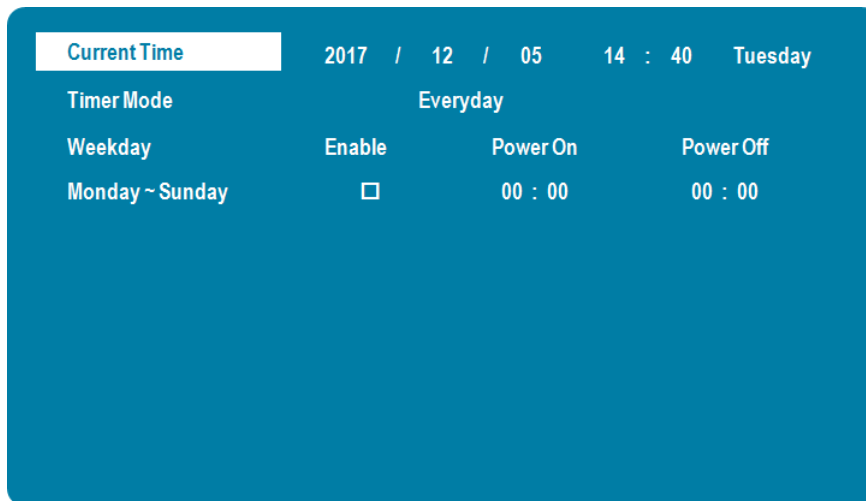 Current Time 2017 / 12 / 05 14 : 40 Tuesday
Timer Mode Everyday
Weekday Enable Power On Power Off
Monday ~ Sunday 00 : 00 00 : 00